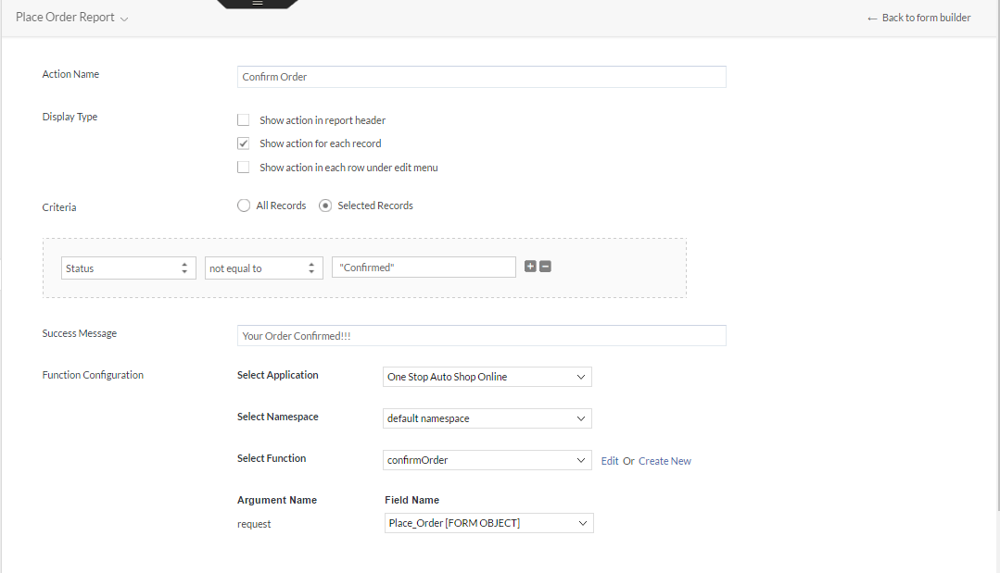 Place Order Report
← Back to form builder
Action Name
Confirm Order
Display Type
Show action in report header
Show action for each record
Show action in each row under edit menu
Criteria
All Records
Selected Records
Status
not equal to
"Confirmed"
Success Message
Your Order Confirmed!!!
Function Configuration
Select Application
One Stop Auto Shop Online
Select Namespace
default namespace
Select Function
confirmOrder
Edit Or Create New
Argument Name
Field Name
request
Place_Order [FORM OBJECT]